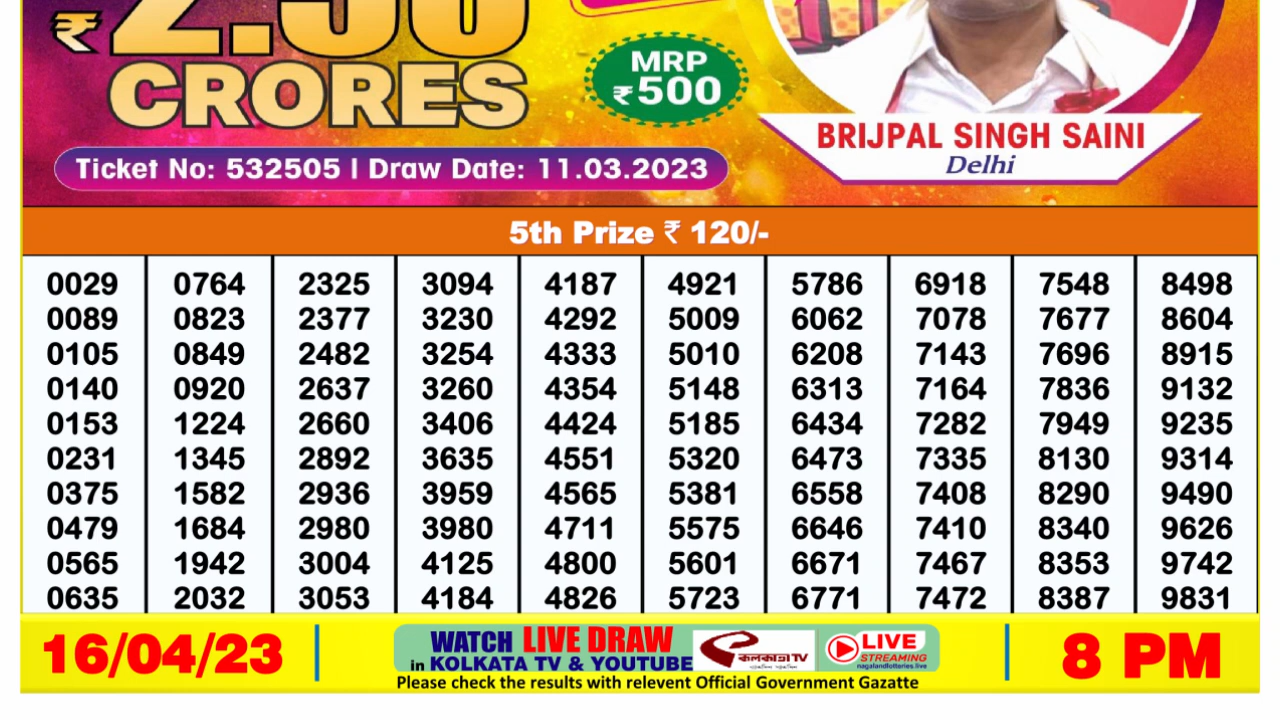 ₹ 2.50
CRORES
MRP
₹500
BRIJPAL SINGH SAINI
Delhi
Ticket No: 532505 | Draw Date: 11.03.2023
5th Prize ₹ 120/-
0029 0764 2325 3094 4187 4921 5786 6918 7548 8498
0089 0823 2377 3230 4292 5009 6062 7078 7677 8604
0105 0849 2482 3254 4333 5010 6208 7143 7696 8915
0140 0920 2637 3260 4354 5148 6313 7164 7836 9132
0153 1224 2660 3406 4424 5185 6434 7282 7949 9235
0231 1345 2892 3635 4551 5320 6473 7335 8130 9314
0375 1582 2936 3959 4565 5381 6558 7408 8290 9490
0479 1684 2980 3980 4711 5575 6646 7410 8340 9626
0565 1942 3004 4125 4800 5601 6671 7467 8353 9742
0635 2032 3053 4184 4826 5723 6771 7472 8387 9831
16/04/23
WATCH LIVE DRAW
in KOLKATA TV & YOUTUBE
কলকাতা TV
LIVE
STREAMING
nagalandlotteries.live
8 PM
Please check the results with relevent Official Government Gazatte